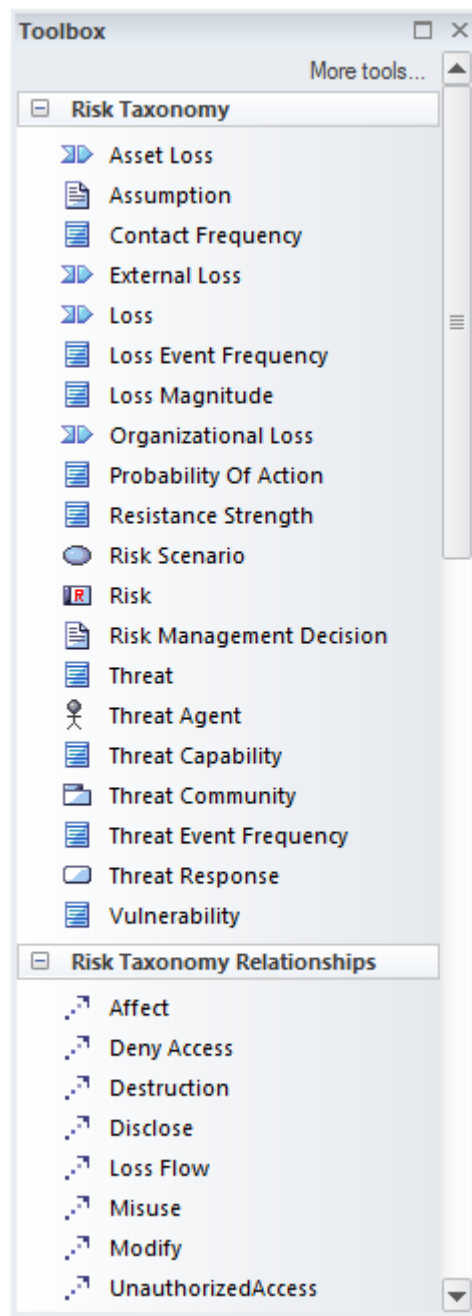 Toolbox
More tools...
Risk Taxonomy
Asset Loss
Assumption
Contact Frequency
External Loss
Loss
Loss Event Frequency
Loss Magnitude
Organizational Loss
Probability Of Action
Resistance Strength
Risk Scenario
R Risk
Risk Management Decision
Threat
Threat Agent
Threat Capability
Threat Community
Threat Event Frequency
Threat Response
Vulnerability
Risk Taxonomy Relationships
Affect
Deny Access
Destruction
Disclose
Loss Flow
Misuse
Modify
UnauthorizedAccess